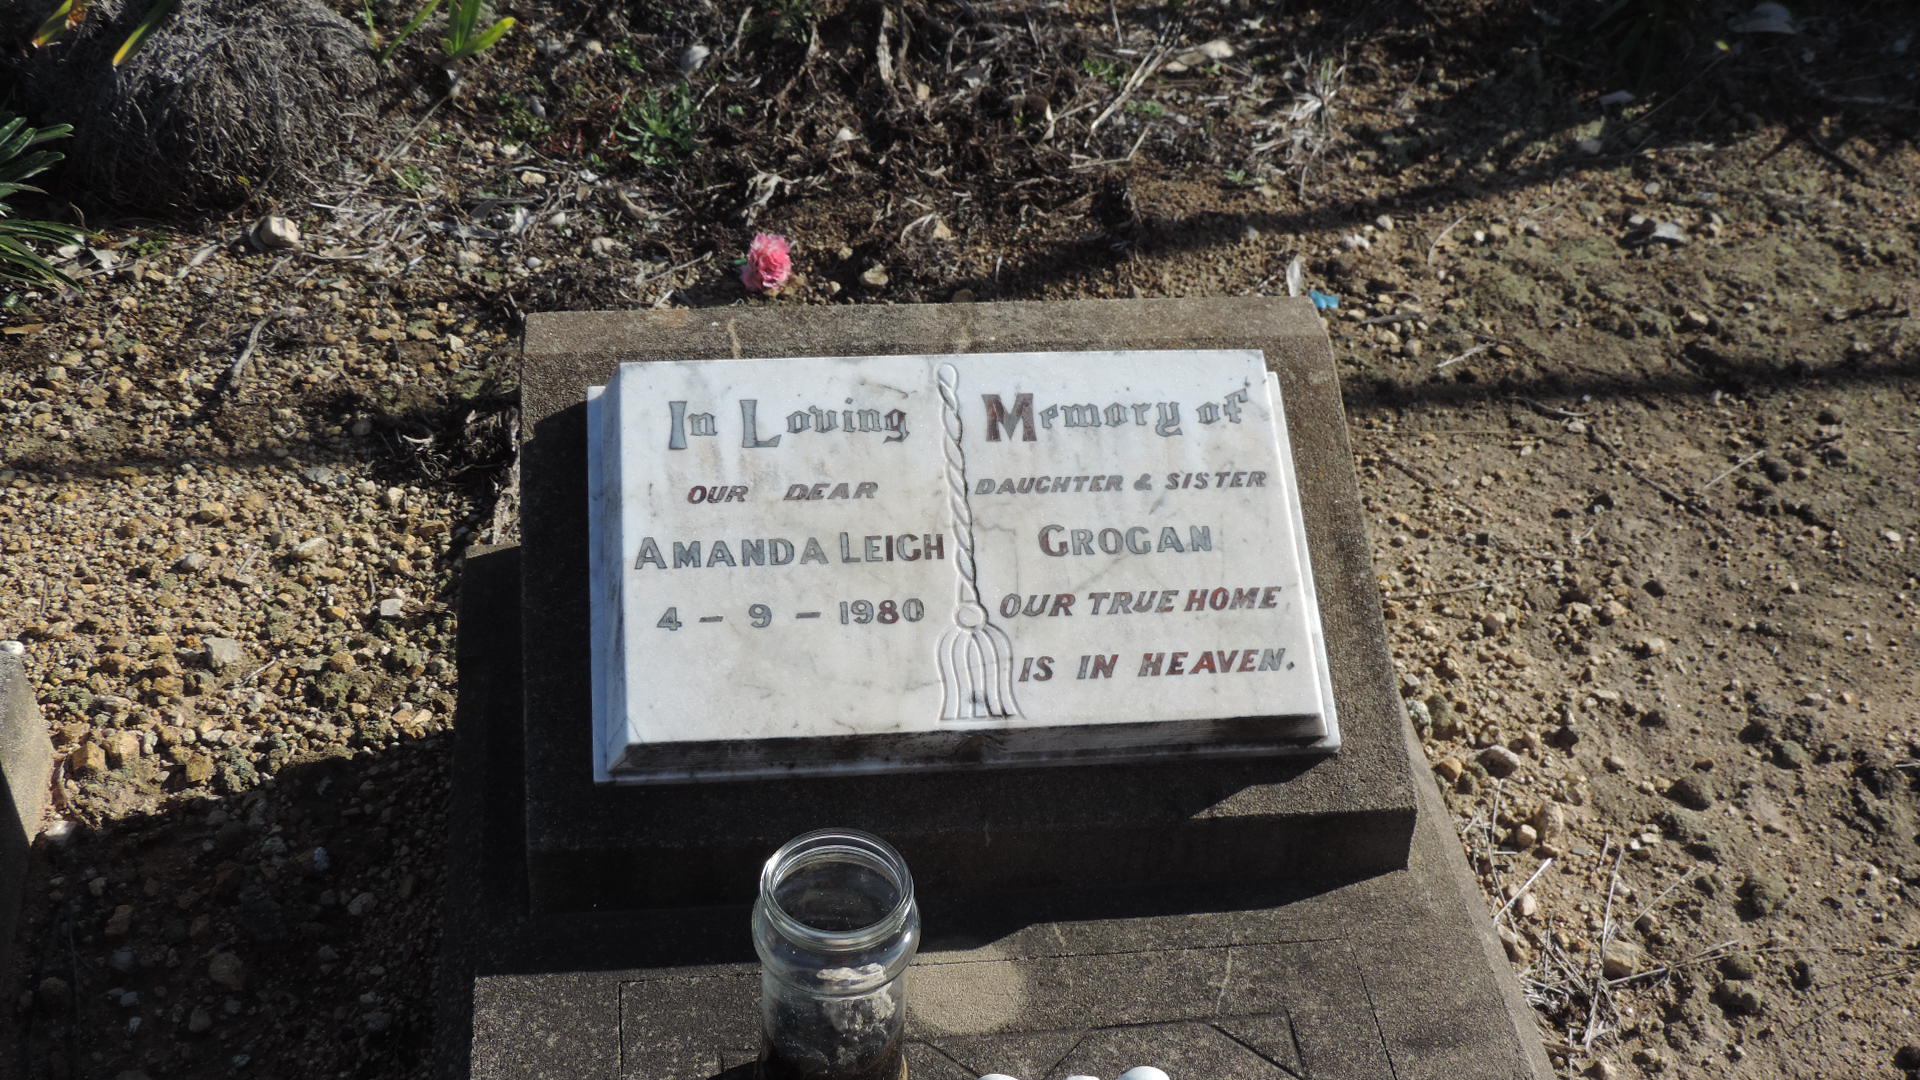 In Loving Memory of
OUR DEAR DAUGHTER & SISTER
AMANDA LEIGH GROGAN
4 - 9 - 1980 OUR TRUE HOME
IS IN HEAVEN.